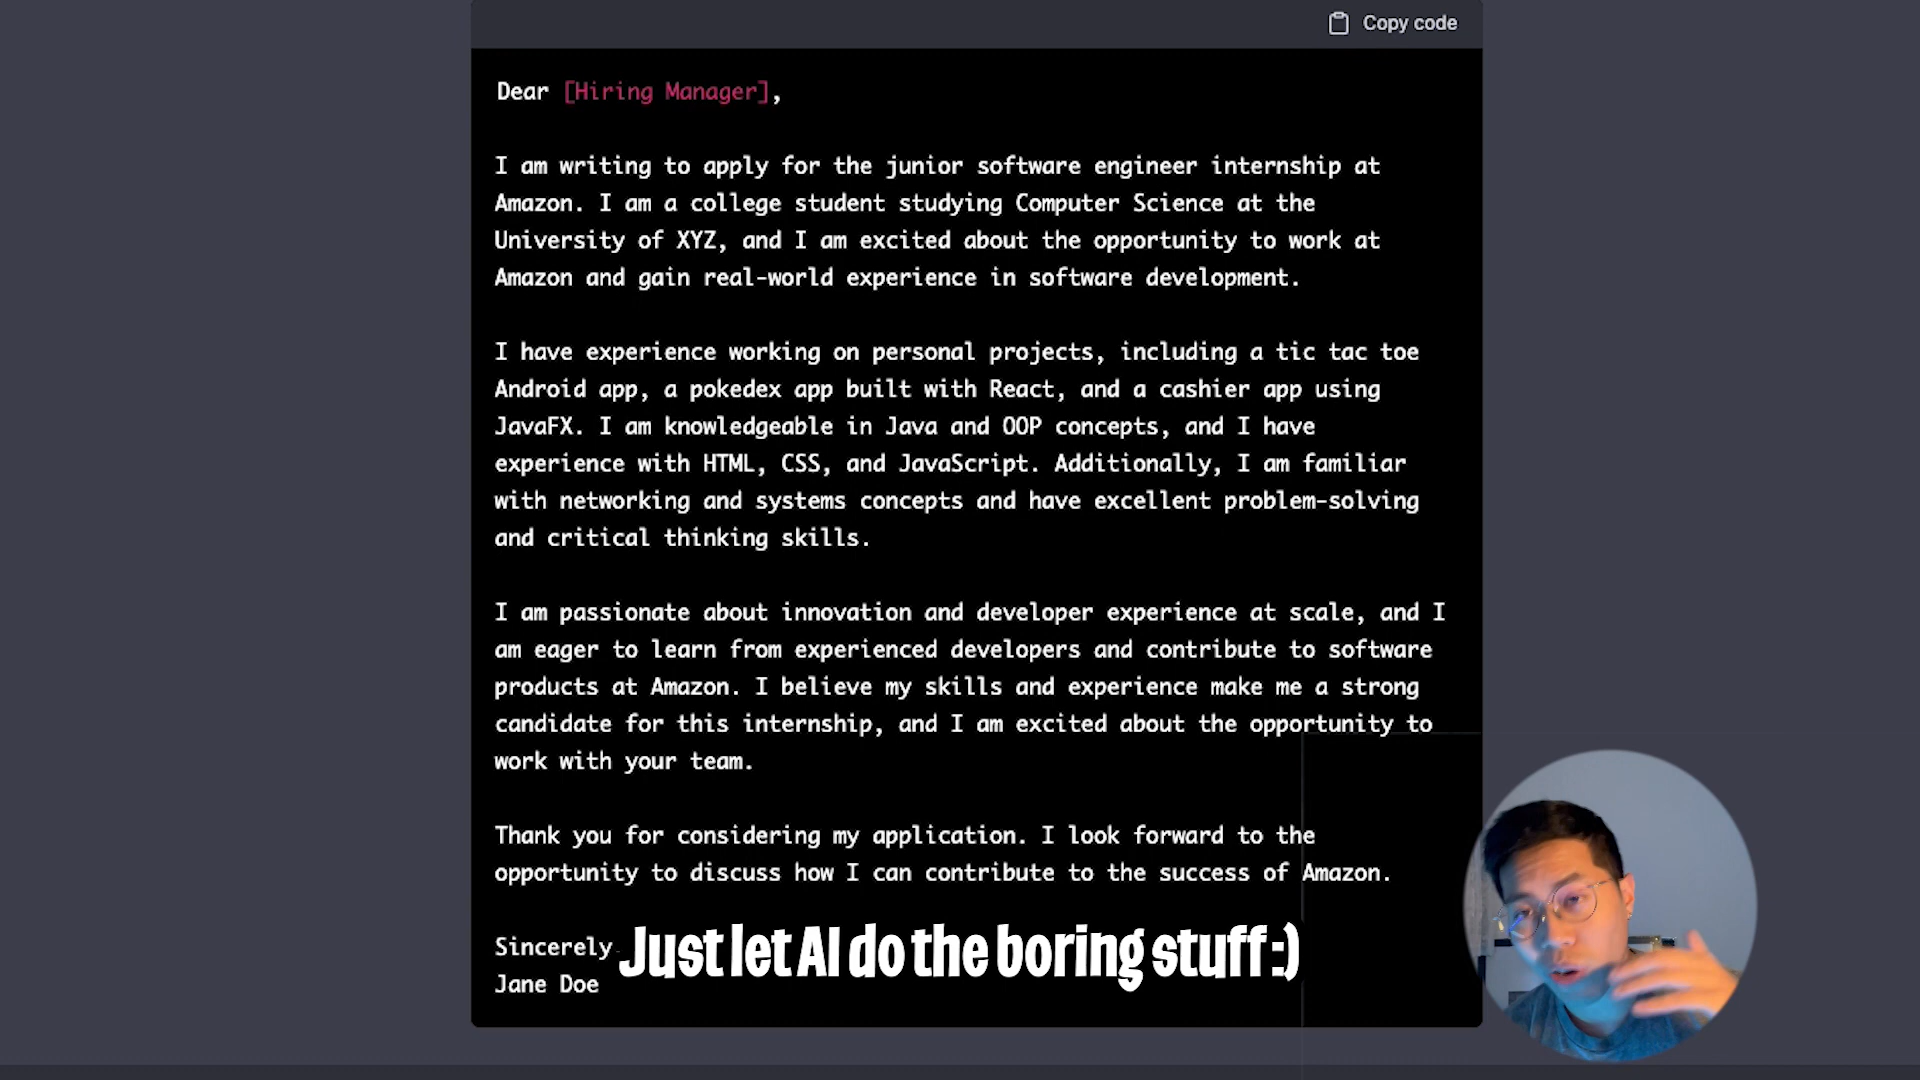 Copy code
Dear [Hiring Manager],
I am writing to apply for the junior software engineer internship at
Amazon. I am a college student studying Computer Science at the
University of XYZ, and I am excited about the opportunity to work at
Amazon and gain real-world experience in software development.
I have experience working on personal projects, including a tic tac toe
Android app, a pokedex app built with React, and a cashier app using
JavaFX. I am knowledgeable in Java and OOP concepts, and I have
experience with HTML, CSS, and JavaScript. Additionally, I am familiar
with networking and systems concepts and have excellent problem-solving
and critical thinking skills.
I am passionate about innovation and developer experience at scale, and I
am eager to learn from experienced developers and contribute to software
products at Amazon. I believe my skills and experience make me a strong
candidate for this internship, and I am excited about the opportunity to
work with your team.
Thank you for considering my application. I look forward to the
opportunity to discuss how I can contribute to the success of Amazon.
Sincerely
Just let AI do the boring stuff:)
Jane Doe